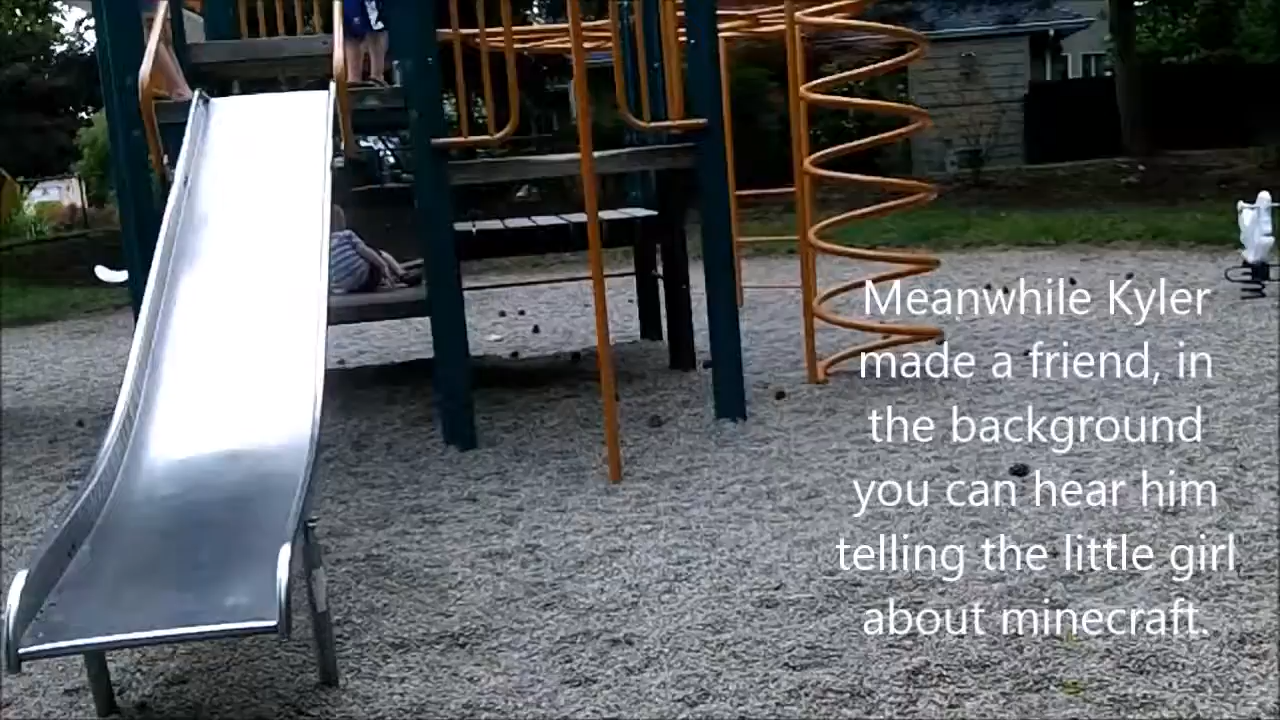 Meanwhile Kyler
made a friend, in
the background
you can hear him
telling the little girl
about minecraft.